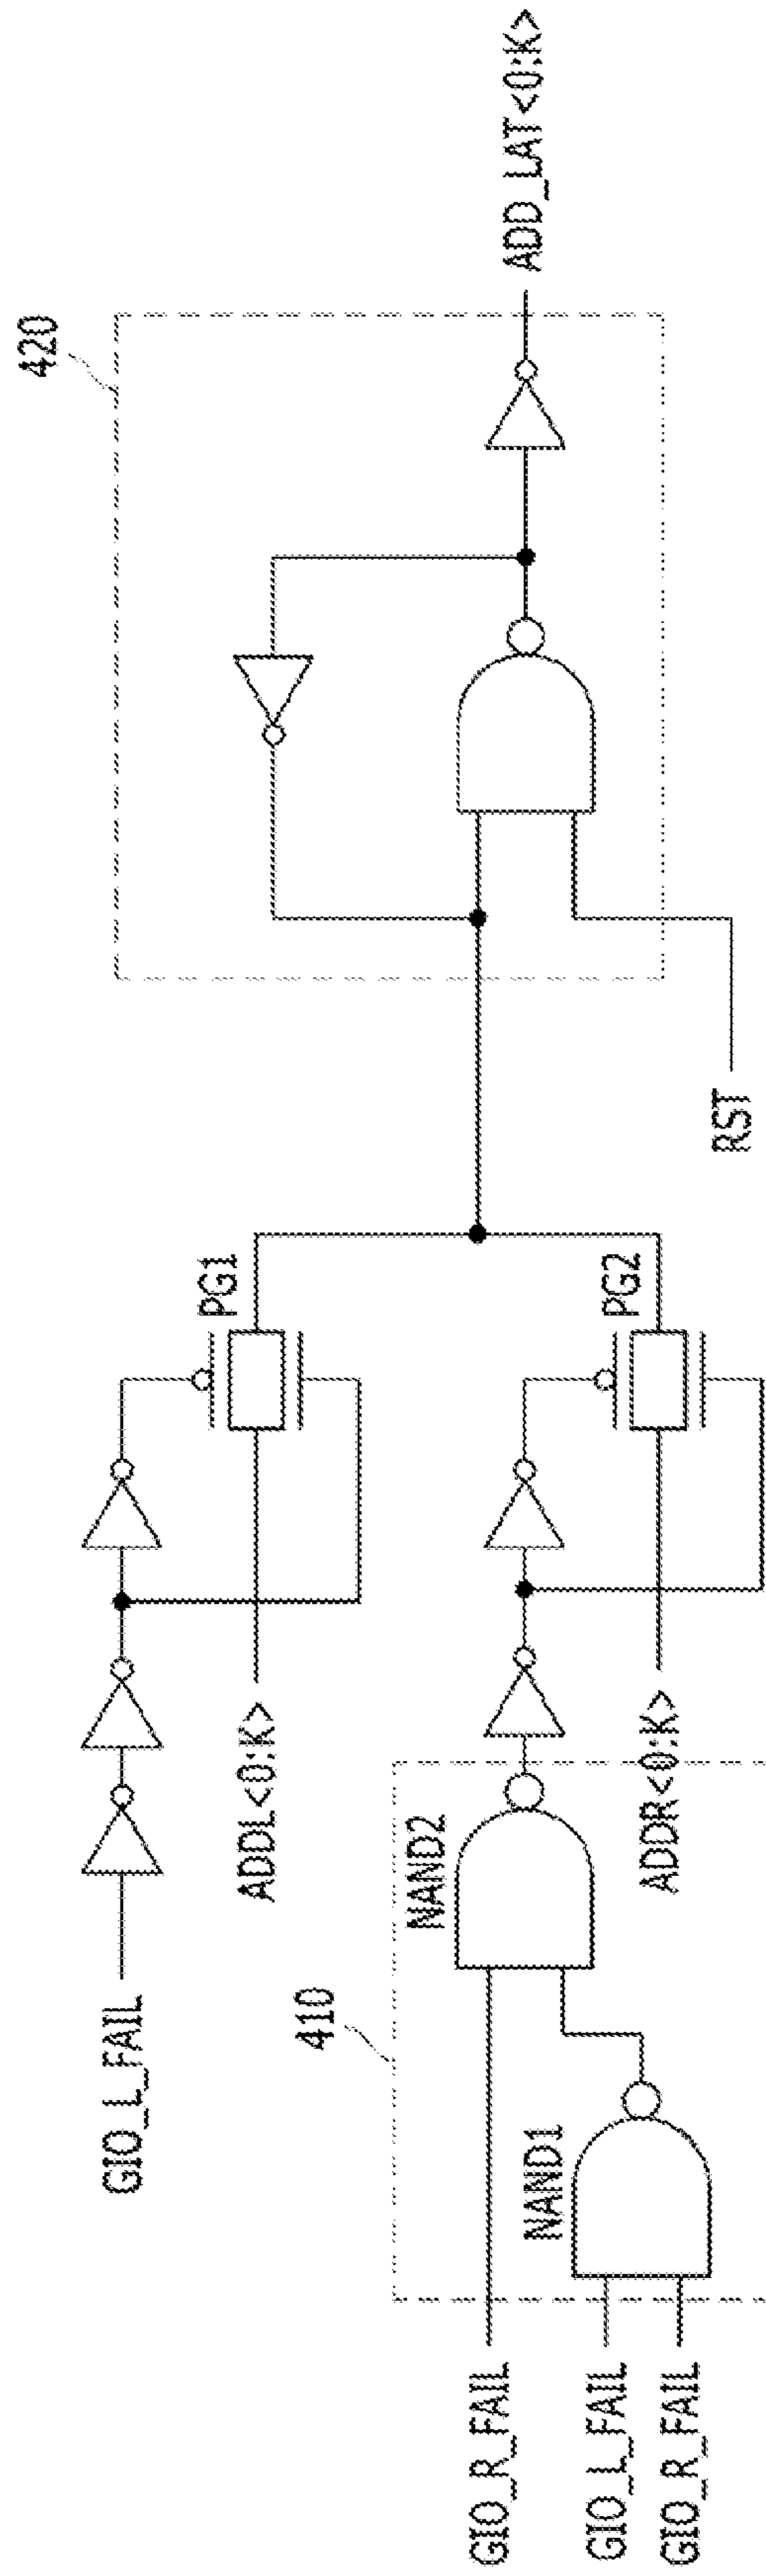 GIO_L_FAIL
ADDL<0:K>
PG1
420
ADD_LAT<0:K>
410
GIO_R_FAIL
GIO_L_FAIL
GIO_R_FAIL
NAND1
NAND2
ADDR<0:K>
PG2
RST